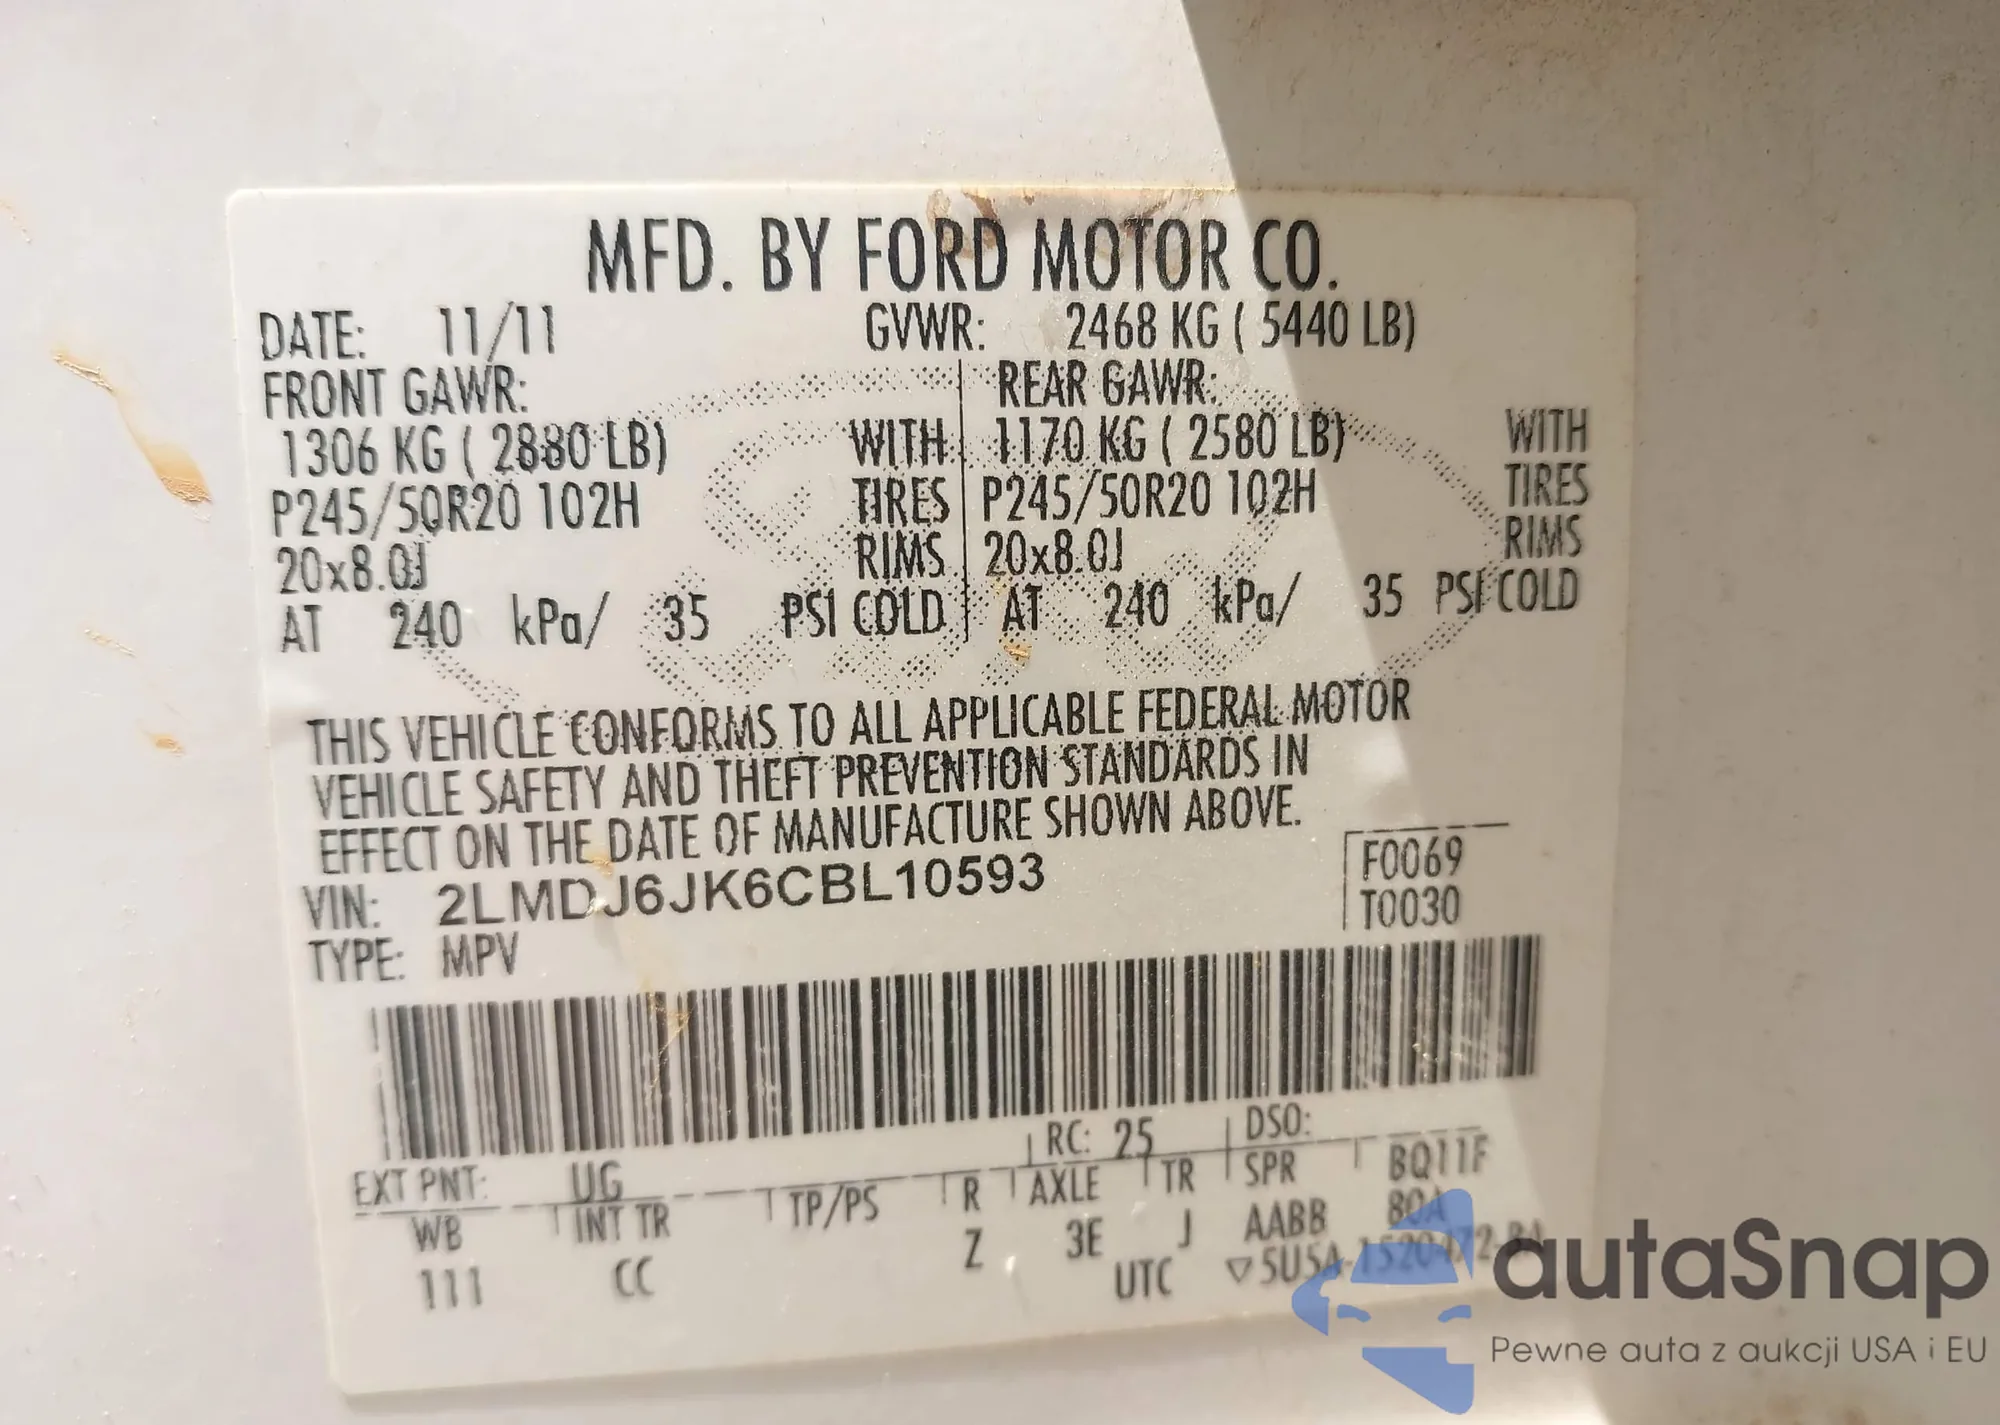 MFD. BY FORD MOTOR CO.
DATE: 11/11 GVWR: 2468 KG ( 5440 LB)
FRONT GAWR: REAR GAWR:
1306 KG ( 2880 LB) WITH 1170 KG ( 2580 LB) WITH
P245/50R20 102H TIRES P245/50R20 102H TIRES
20x8.0J RIMS 20x8.0J RIMS
AT 240 kPa/ 35 PSI COLD AT 240 kPa/ 35 PSI COLD
THIS VEHICLE CONFORMS TO ALL APPLICABLE FEDERAL MOTOR
VEHICLE SAFETY AND THEFT PREVENTION STANDARDS IN
EFFECT ON THE DATE OF MANUFACTURE SHOWN ABOVE.
VIN: 2LMDJ6JK6CBL10593 F0069
TYPE: MPV T0030
EXT PNT: UG RC: 25 DSO:
WB INT TR TP/PS R AXLE TR SPR BQ11F
111 CC Z 3E J AABB 80A
UTC ▽5U5A-1520472-BA
autaSnap
Pewne auta z aukcji USA i EU